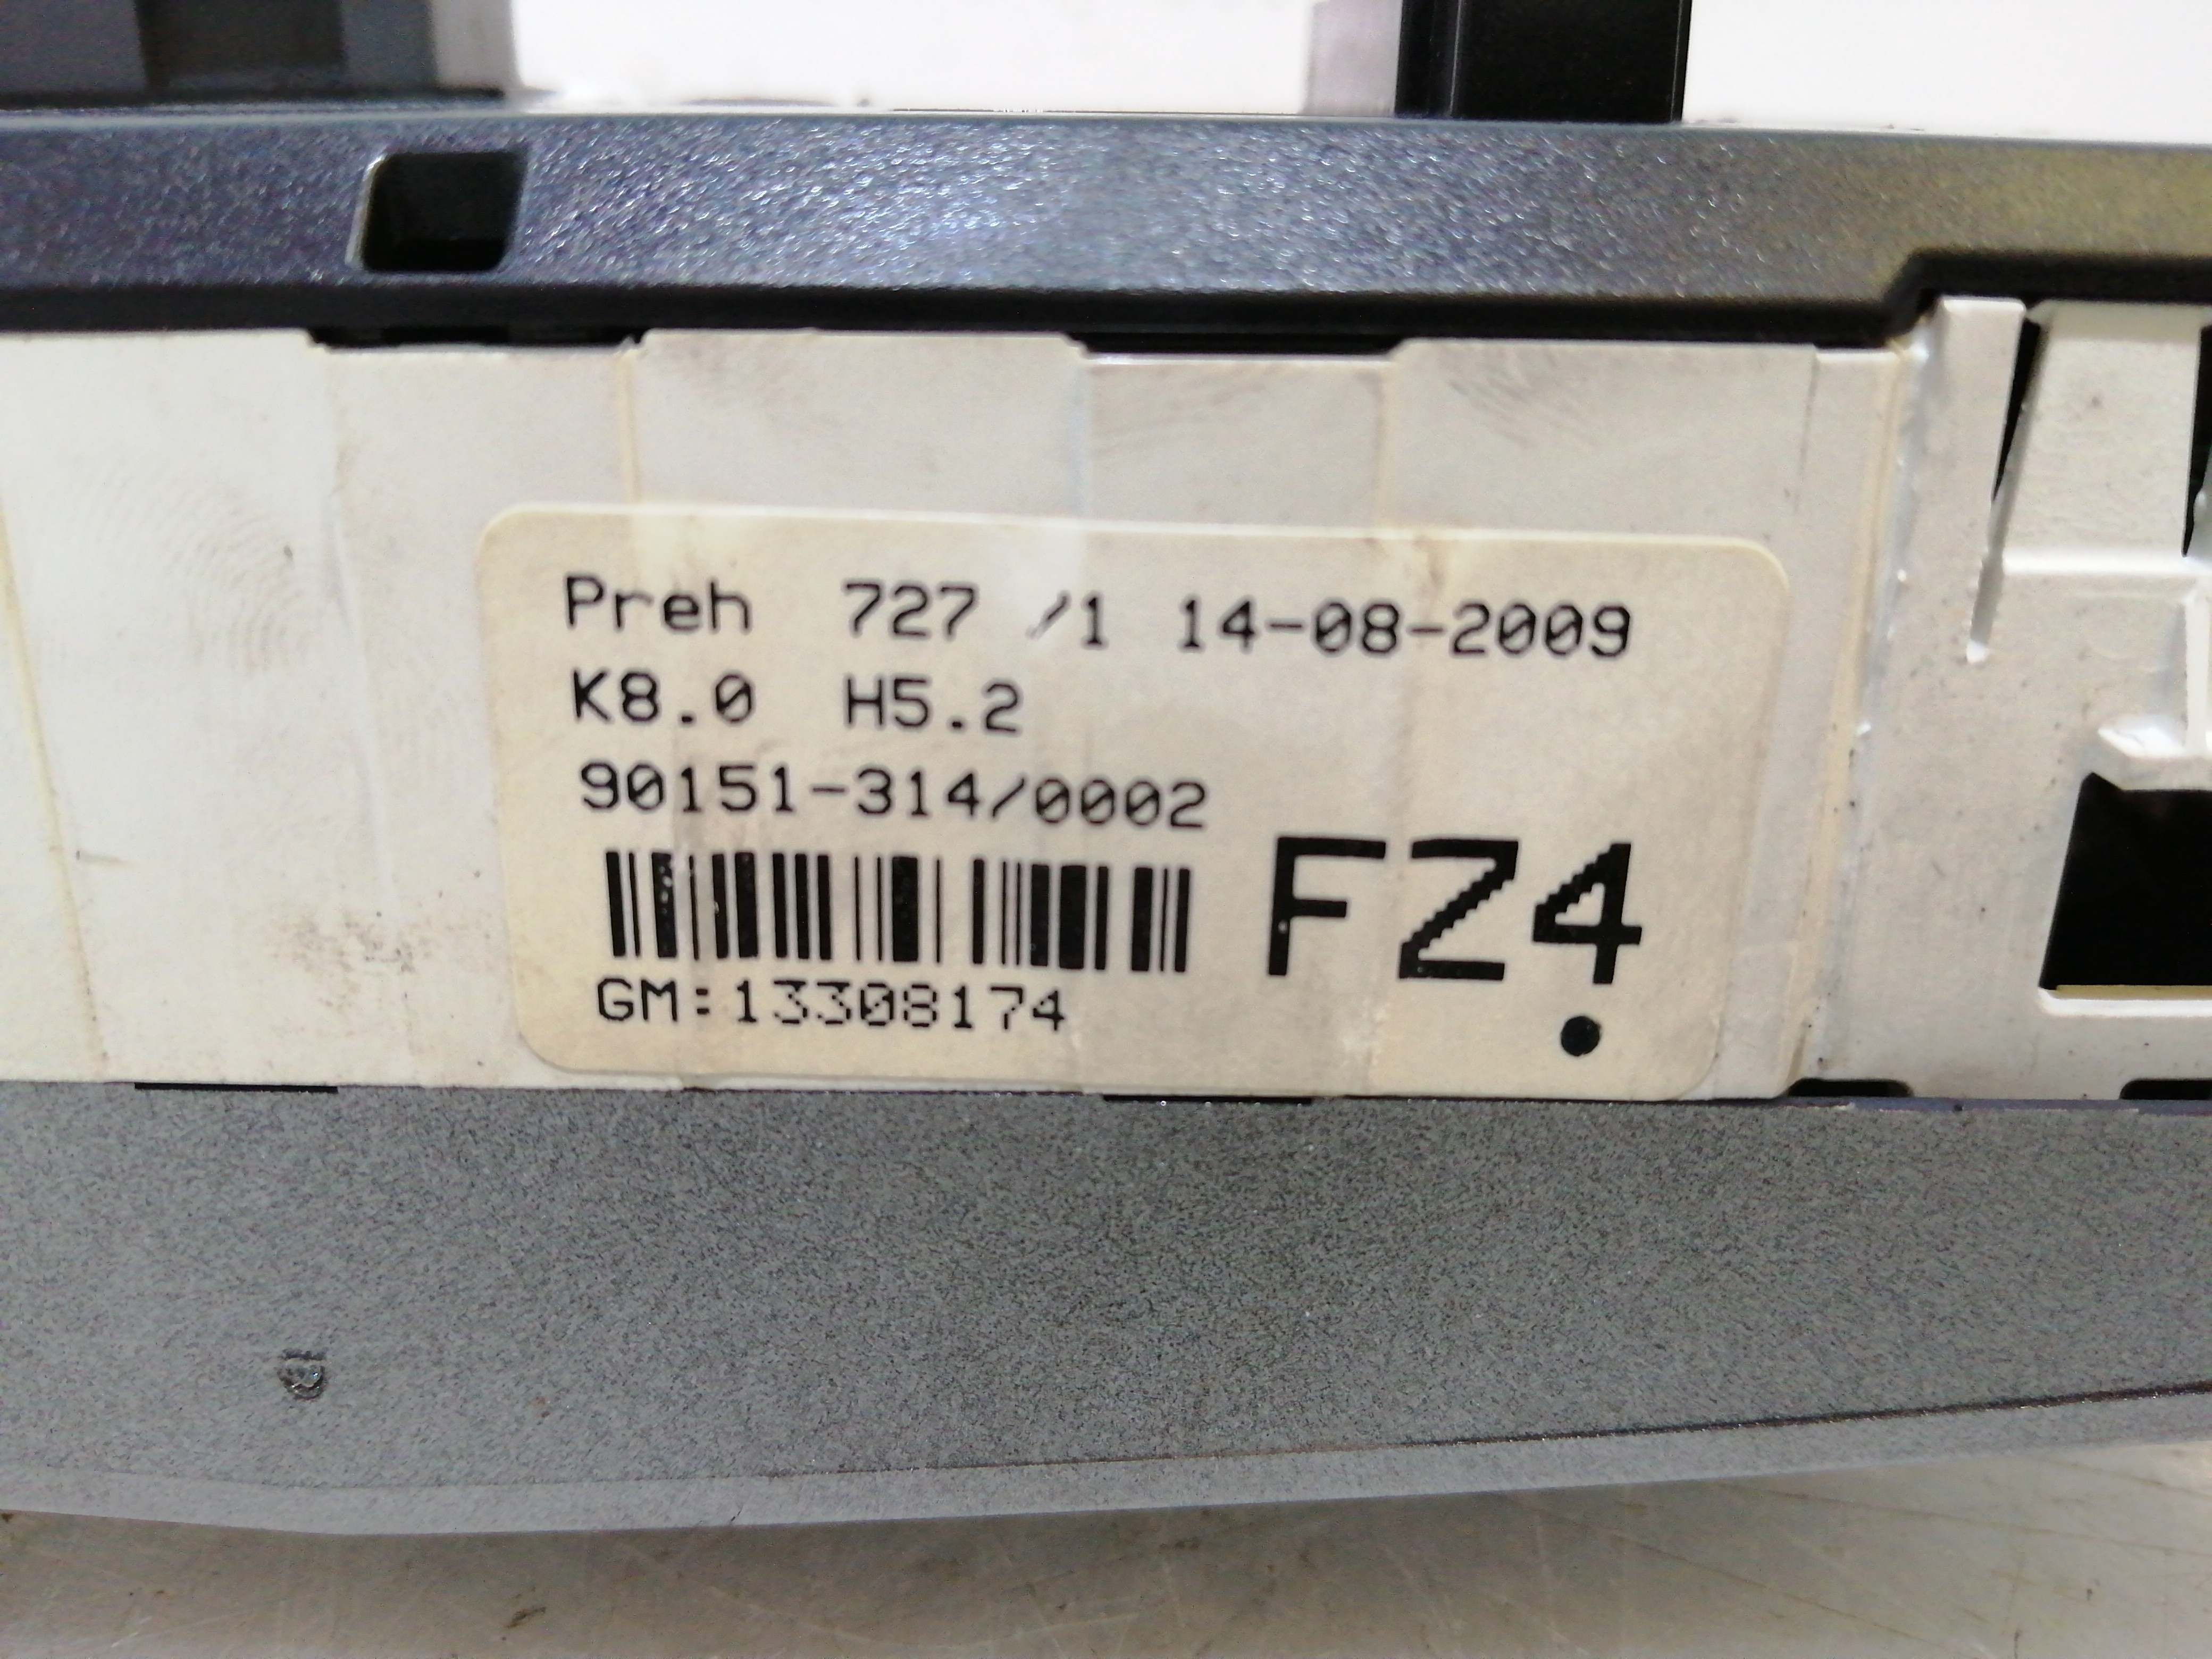 Preh 727 /1 14-08-2009
K8.0 H5.2
90151-314/0002
FZ4
GM:13308174